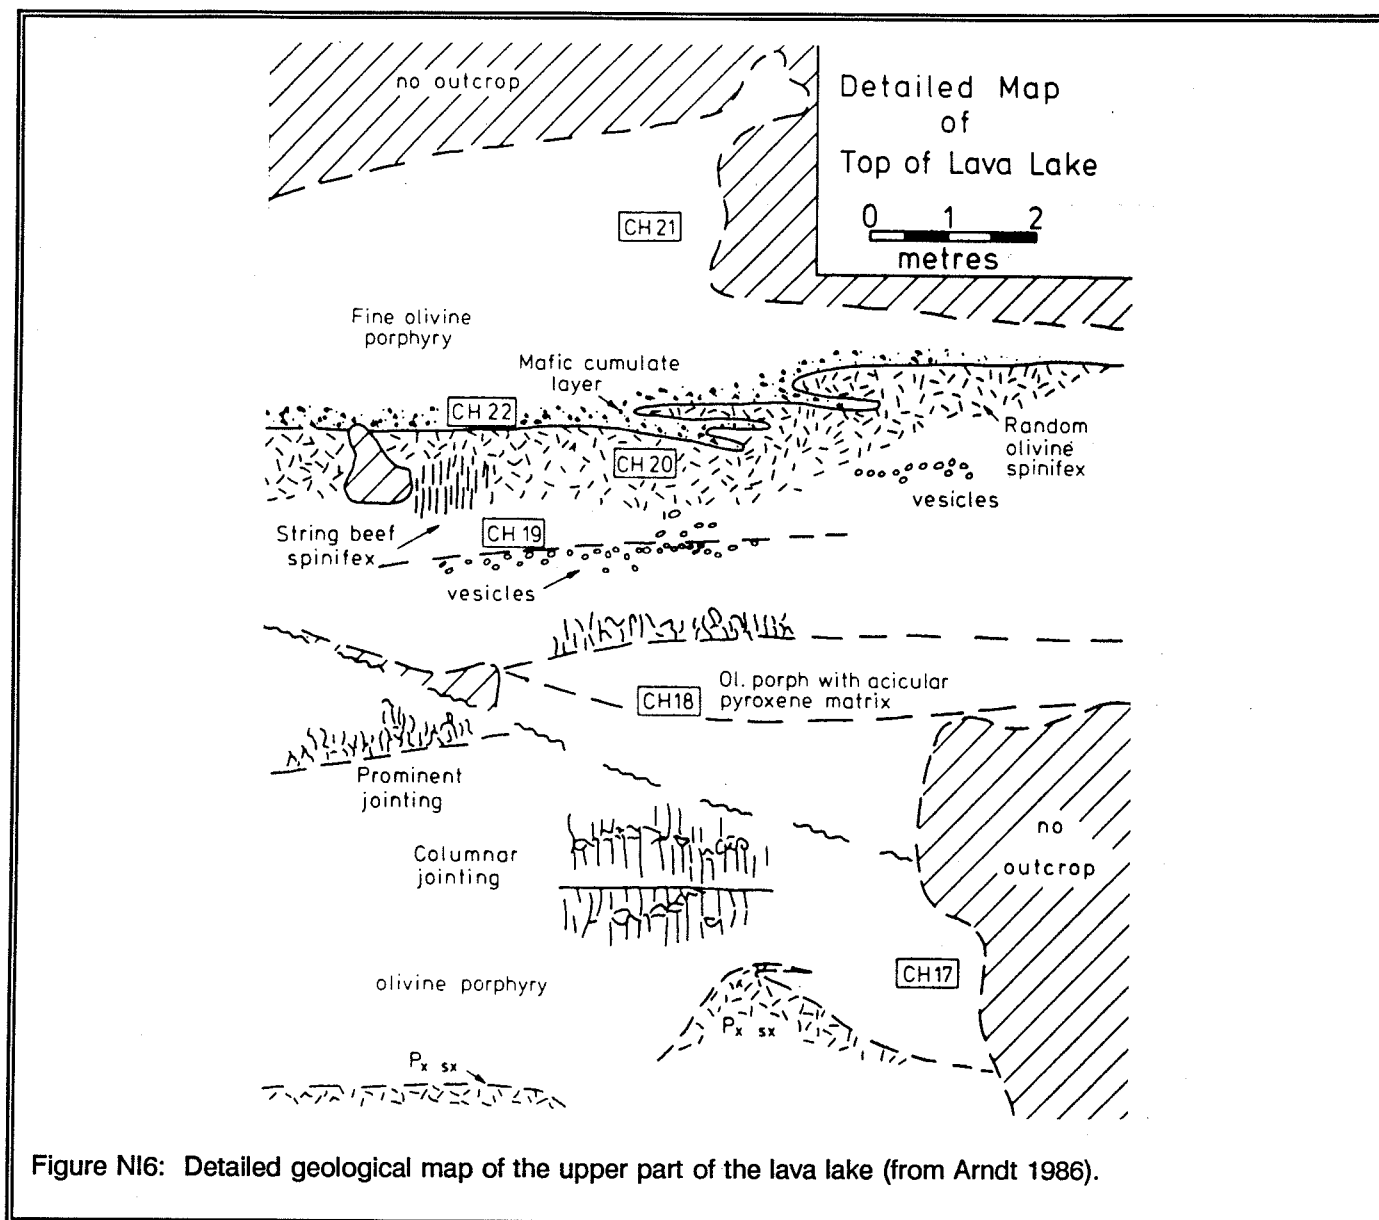 no outcrop
Detailed Map
of
Top of Lava Lake
0 1 2
metres
CH 21
Fine olivine
porphyry
Mafic cumulate
layer
CH 22
CH 20
Random
olivine
spinifex
vesicles
String beef
spinifex
CH 19
vesicles
CH18
Ol. porph with acicular
pyroxene matrix
Prominent
jointing
Columnar
jointing
no
outcrop
CH17
olivine porphyry
Px sx
Px sx
Figure NI6: Detailed geological map of the upper part of the lava lake (from Arndt 1986).